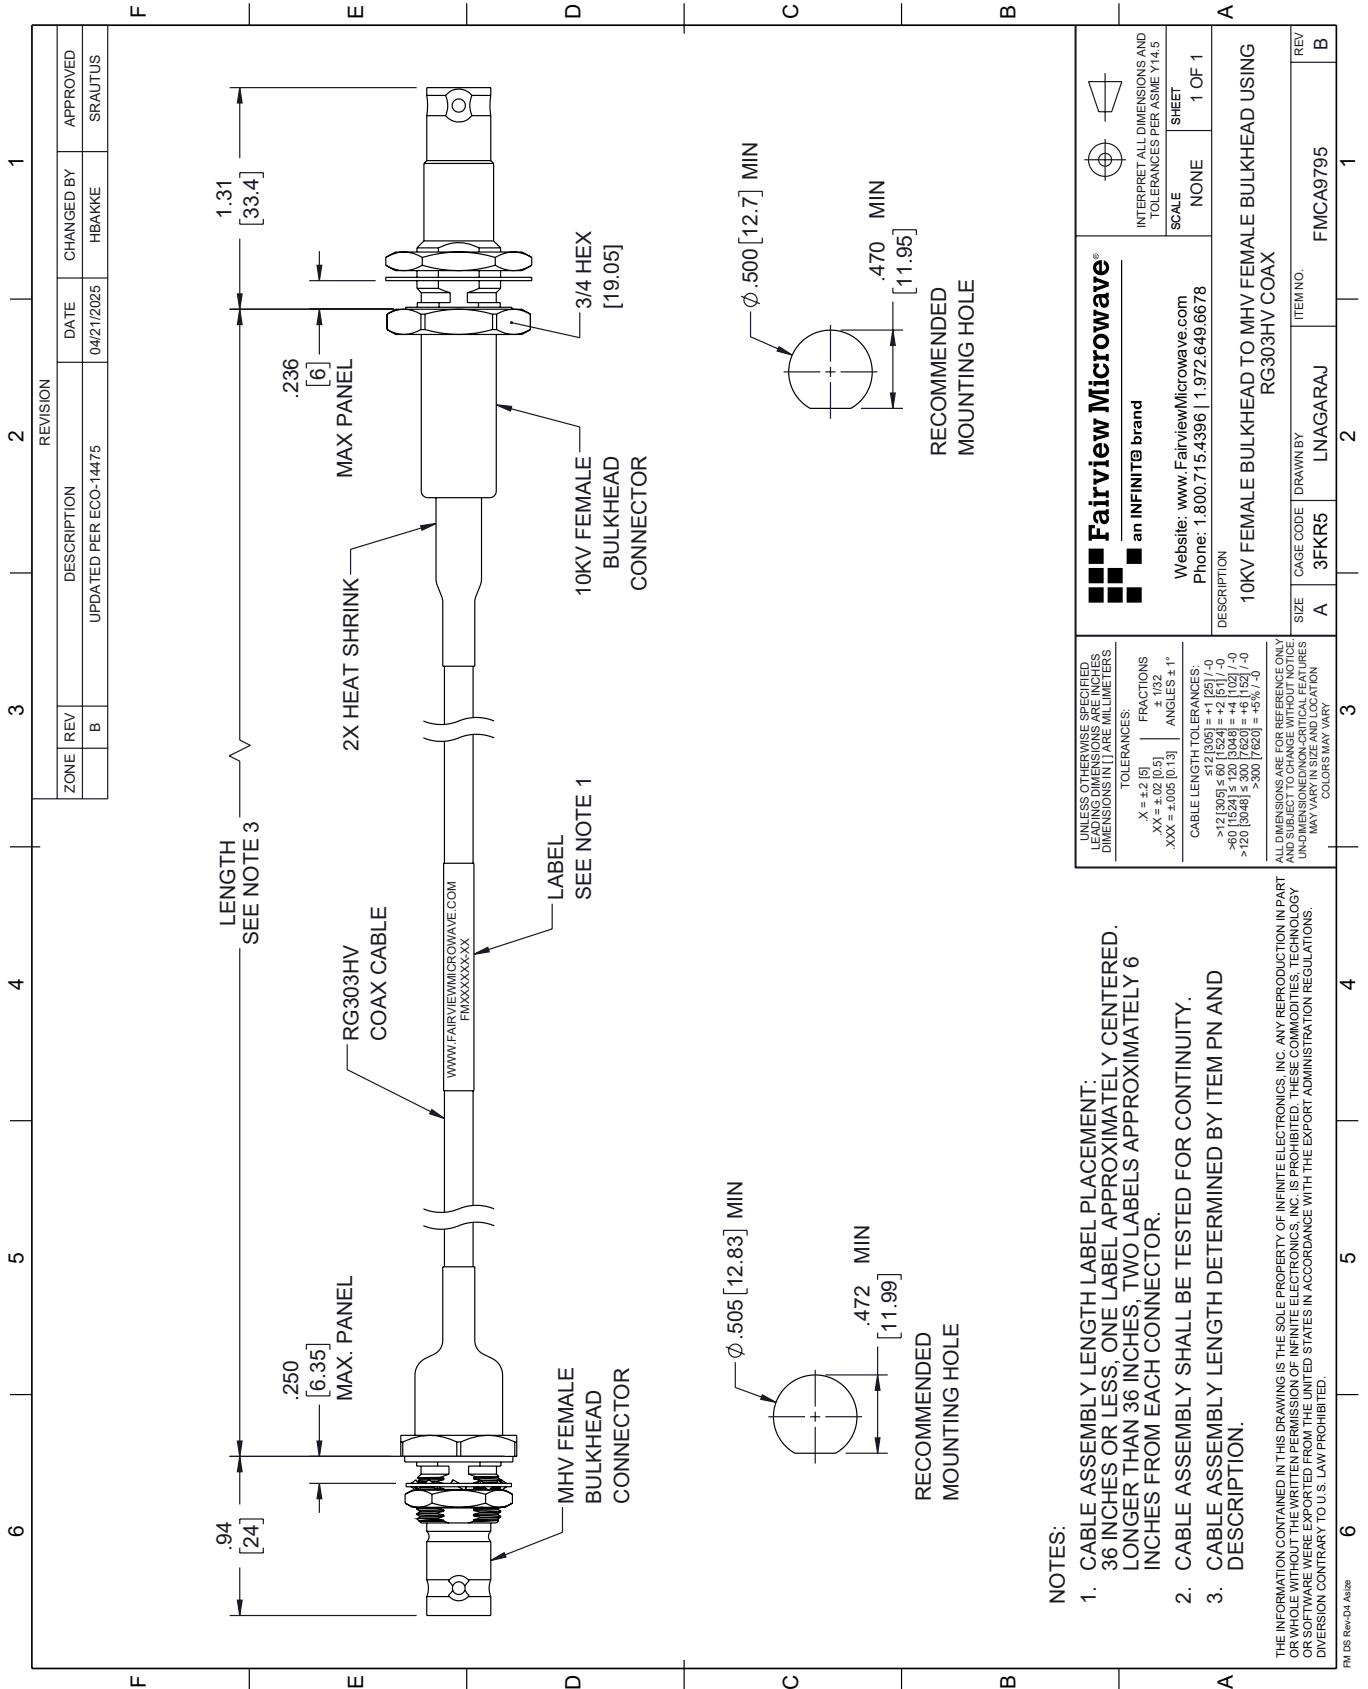 6
5
4
3
2
1
F
E
D
C
B
A
REVISION
ZONE
REV
DESCRIPTION
DATE
CHANGED BY
APPROVED
B
UPDATED PER ECO-14475
04/21/2025
HBAKKE
SRAUTUS
.94
[24]
LENGTH
SEE NOTE 3
1.31
[33.4]
.250
[6.35]
MAX. PANEL
RG303HV
COAX CABLE
2X HEAT SHRINK
.236
[6]
MAX PANEL
WWW.FAIRVIEWMICROWAVE.COM
FMXXXXXX-XX
MHV FEMALE
BULKHEAD
CONNECTOR
LABEL
SEE NOTE 1
10KV FEMALE
BULKHEAD
CONNECTOR
3/4 HEX
[19.05]
∅.505 [12.83] MIN
.472 MIN
[11.99]
RECOMMENDED
MOUNTING HOLE
∅.500 [12.7] MIN
.470 MIN
[11.95]
RECOMMENDED
MOUNTING HOLE
NOTES:
1. CABLE ASSEMBLY LENGTH LABEL PLACEMENT:
36 INCHES OR LESS, ONE LABEL APPROXIMATELY CENTERED.
LONGER THAN 36 INCHES, TWO LABELS APPROXIMATELY 6
INCHES FROM EACH CONNECTOR.
2. CABLE ASSEMBLY SHALL BE TESTED FOR CONTINUITY.
3. CABLE ASSEMBLY LENGTH DETERMINED BY ITEM PN AND
DESCRIPTION.
THE INFORMATION CONTAINED IN THIS DRAWING IS THE SOLE PROPERTY OF INFINITE ELECTRONICS, INC. ANY REPRODUCTION IN PART
OR WHOLE WITHOUT THE WRITTEN PERMISSION OF INFINITE ELECTRONICS, INC. IS PROHIBITED. THESE COMMODITIES, TECHNOLOGY
OR SOFTWARE WERE EXPORTED FROM THE UNITED STATES IN ACCORDANCE WITH THE EXPORT ADMINISTRATION REGULATIONS.
DIVERSION CONTRARY TO U.S. LAW PROHIBITED.
UNLESS OTHERWISE SPECIFIED
LEADING DIMENSIONS ARE INCHES
DIMENSIONS IN [ ] ARE MILLIMETERS
TOLERANCES:
.X = ±.2 [5]
.XX = ±.02 [0.5]
.XXX = ±.005 [0.13]
FRACTIONS
± 1/32
ANGLES ± 1°
CABLE LENGTH TOLERANCES:
≤12 [305] = +1 [25] / -0
>12 [305] ≤ 60 [1524] = +2 [51] / -0
>60 [1524] ≤ 120 [3048] = +4 [102] / -0
>120 [3048] ≤ 300 [7620] = +6 [152] / -0
>300 [7620] = +5% / -0
ALL DIMENSIONS ARE FOR REFERENCE ONLY
AND SUBJECT TO CHANGE WITHOUT NOTICE.
UN-DIMENSIONED/NON-CRITICAL FEATURES
MAY VARY IN SIZE AND LOCATION
COLORS MAY VARY
Fairview Microwave®
an INFINITE brand
Website: www.FairviewMicrowave.com
Phone: 1.800.715.4396 | 1.972.649.6678
INTERPRET ALL DIMENSIONS AND
TOLERANCES PER ASME Y14.5
SCALE
NONE
SHEET
1 OF 1
DESCRIPTION
10KV FEMALE BULKHEAD TO MHV FEMALE BULKHEAD USING
RG303HV COAX
SIZE
A
CAGE CODE
3FKR5
DRAWN BY
LNAGARAJ
ITEM NO.
FMCA9795
REV
B
F
E
D
C
B
A
6
5
4
3
2
1
FM DS Rev-D4 Asize